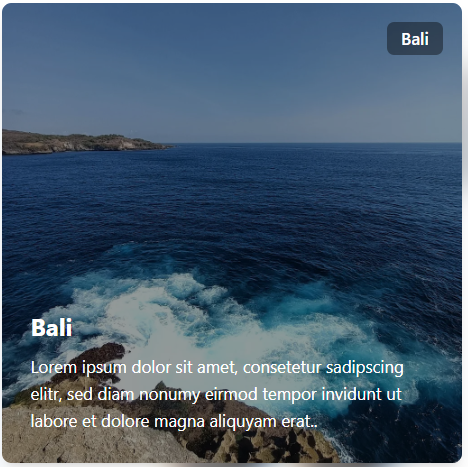 Bali
Bali
Lorem ipsum dolor sit amet, consetetur sadipscing
elitr, sed diam nonumy eirmod tempor invidunt ut
labore et dolore magna aliquyam erat..